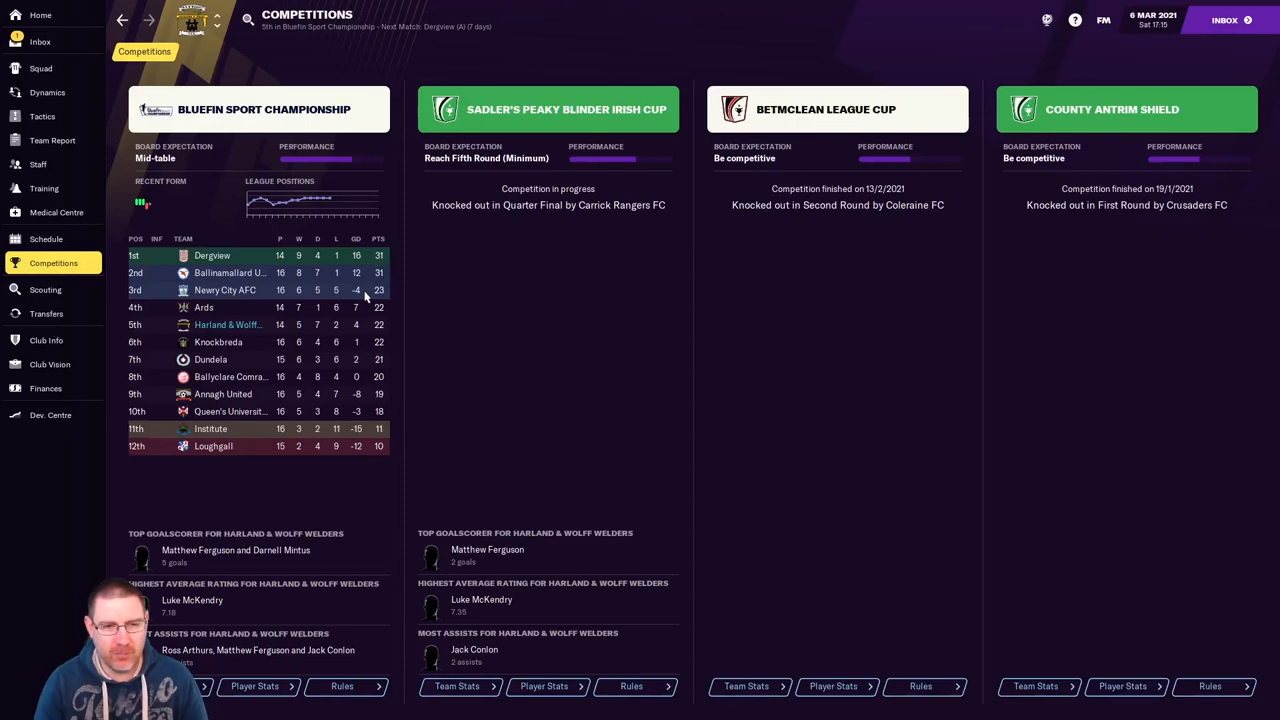 Home
Inbox
1
Squad
Dynamics
Tactics
Team Report
Staff
Training
Medical Centre
Schedule
Competitions
Scouting
Transfers
Club Info
Club Vision
Finances
Dev. Centre
COMPETITIONS
5th in Bluefin Sport Championship - Next Match: Dergview (A) (7 days)
FM
6 MAR 2021
Sat 17:15
INBOX
Competitions
BLUEFIN SPORT CHAMPIONSHIP
BOARD EXPECTATION PERFORMANCE
Mid-table
RECENT FORM LEAGUE POSITIONS
POS INF TEAM P W D L GD PTS
1st Dergview 14 9 4 1 16 31
2nd Ballinamallard U... 16 8 7 1 12 31
3rd Newry City AFC 16 6 5 5 -4 23
4th Ards 14 7 1 6 7 22
5th Harland & Wolff... 14 5 7 2 4 22
6th Knockbreda 16 6 4 6 1 22
7th Dundela 15 6 3 6 2 21
8th Ballyclare Comra... 16 4 8 4 0 20
9th Annagh United 16 5 4 7 -8 19
10th Queen's Universit... 16 5 3 8 -3 18
11th Institute 16 3 2 11 -15 11
12th Loughgall 15 2 4 9 -12 10
TOP GOALSCORER FOR HARLAND & WOLFF WELDERS
Matthew Ferguson and Darnell Mintus
5 goals
HIGHEST AVERAGE RATING FOR HARLAND & WOLFF WELDERS
Luke McKendry
7.18
FOR HARLAND & WOLFF WELDERS
Ross Arthurs, Matthew Ferguson and Jack Conlon
Player Stats
Rules
SADLER'S PEAKY BLINDER IRISH CUP
BOARD EXPECTATION PERFORMANCE
Reach Fifth Round (Minimum)
Competition in progress
Knocked out in Quarter Final by Carrick Rangers FC
TOP GOALSCORER FOR HARLAND & WOLFF WELDERS
Matthew Ferguson
2 goals
HIGHEST AVERAGE RATING FOR HARLAND & WOLFF WELDERS
Luke McKendry
7.35
MOST ASSISTS FOR HARLAND & WOLFF WELDERS
Jack Conlon
2 assists
Team Stats
Player Stats
Rules
BETMCLEAN LEAGUE CUP
BOARD EXPECTATION PERFORMANCE
Be competitive
Competition finished on 13/2/2021
Knocked out in Second Round by Coleraine FC
Team Stats
Player Stats
Rules
COUNTY ANTRIM SHIELD
BOARD EXPECTATION PERFORMANCE
Be competitive
Competition finished on 19/1/2021
Knocked out in First Round by Crusaders FC
Team Stats
Player Stats
Rules